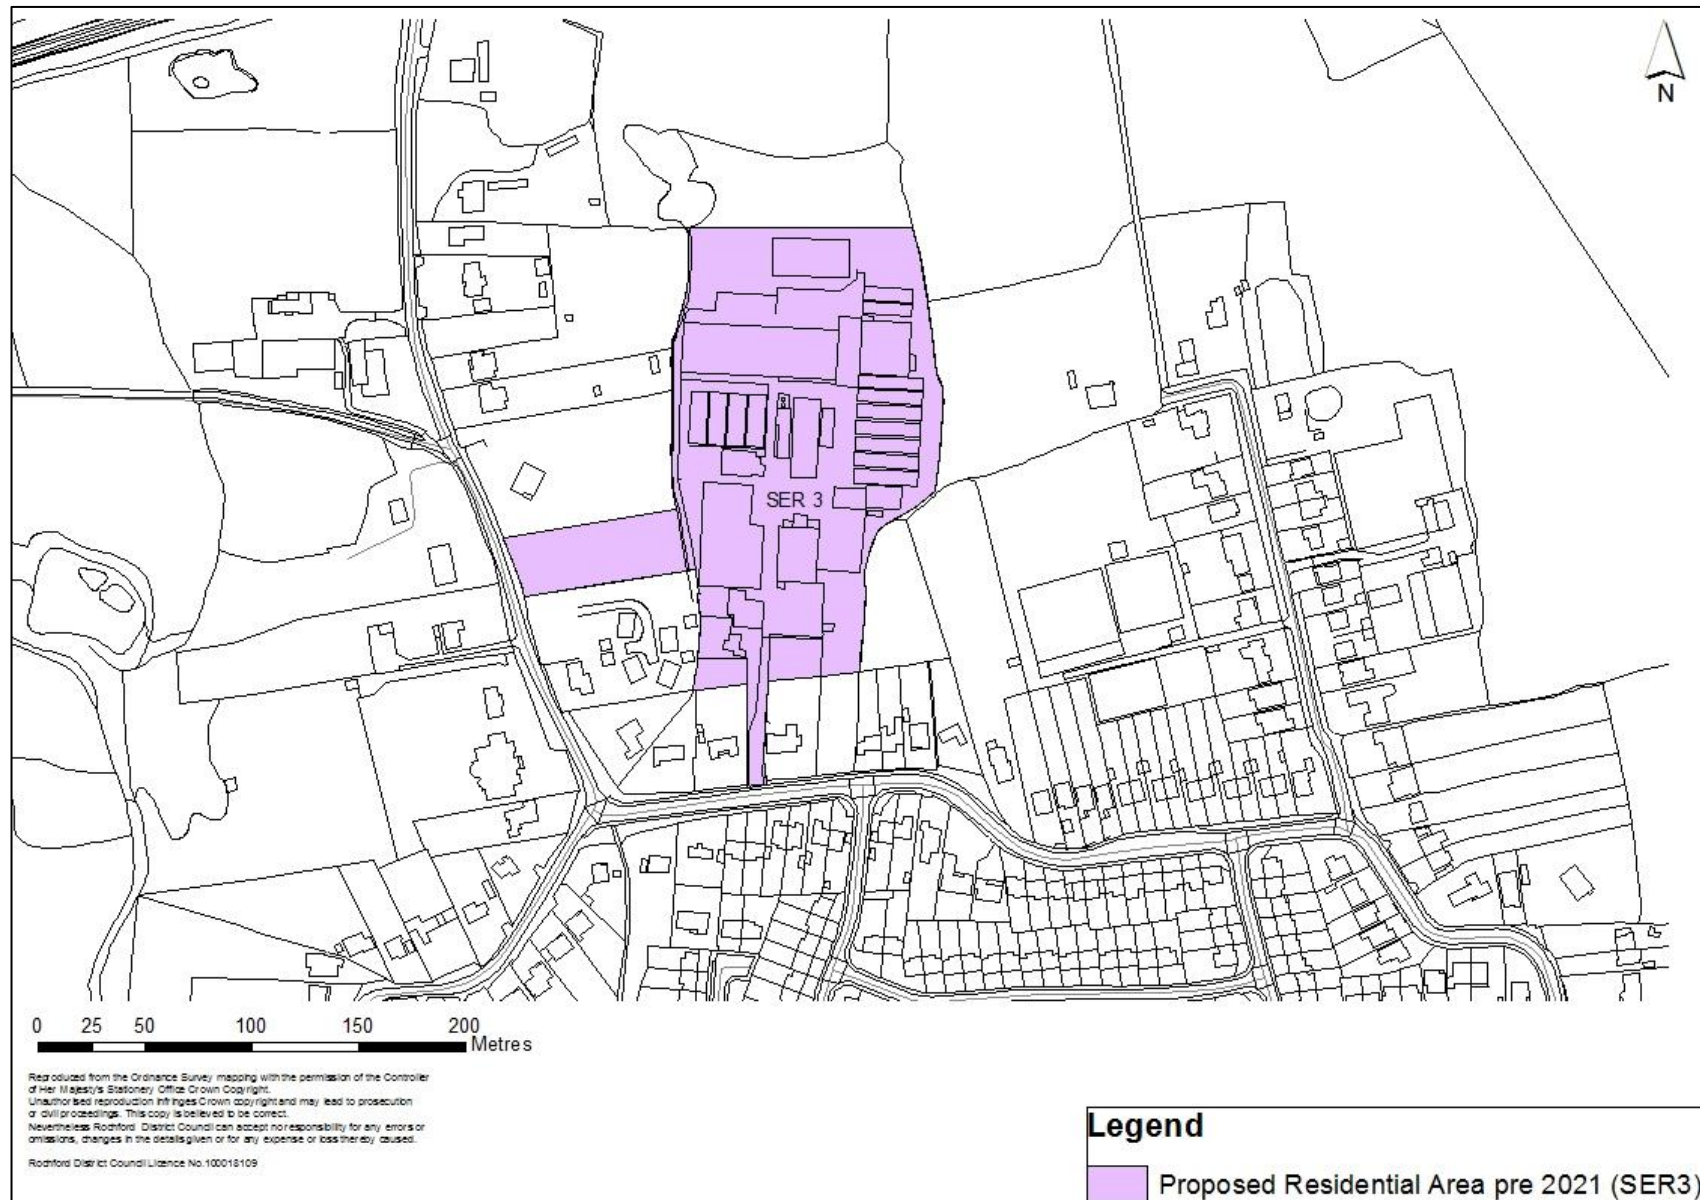 N
SER 3
0 25 50 100 150 200
Metres
Reproduced from the Ordnance Survey mapping with the permission of the Controller
of Her Majesty's Stationery Office Crown Copyright.
Unauthorised reproduction infringes Crown copyright and may lead to prosecution
or civil proceedings. This copy is believed to be correct.
Nevertheless Rochford District Council can accept no responsibility for any errors or
omissions, changes in the details given or for any expense or loss thereby caused.
Rochford District Council Licence No.100018109
Legend
Proposed Residential Area pre 2021 (SER3)